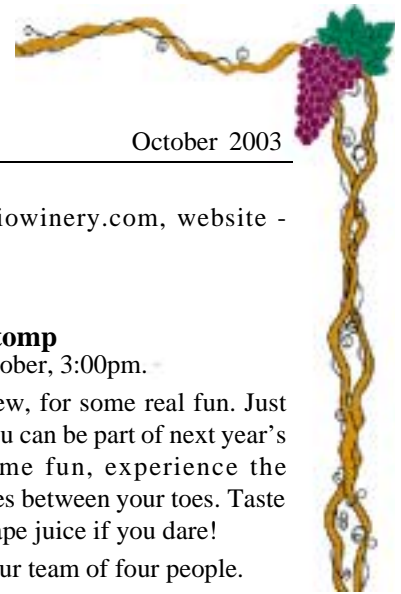 October 2003
iowinery.com, website -
tomp
ober, 3:00pm.
ew, for some real fun. Just
u can be part of next year's
me fun, experience the
es between your toes. Taste
ape juice if you dare!
ur team of four people.